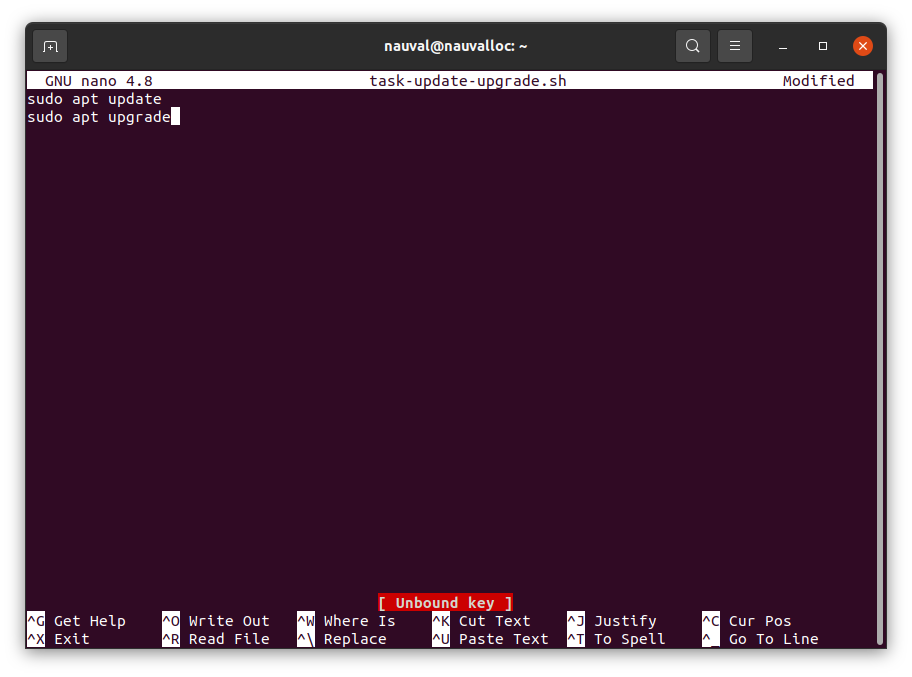 nauval@nauvalloc: ~
GNU nano 4.8 task-update-upgrade.sh Modified
sudo apt update
sudo apt upgrade
[ Unbound key ]
^G Get Help ^O Write Out ^W Where Is ^K Cut Text ^J Justify ^C Cur Pos
^X Exit ^R Read File ^\ Replace ^U Paste Text ^T To Spell ^_ Go To Line